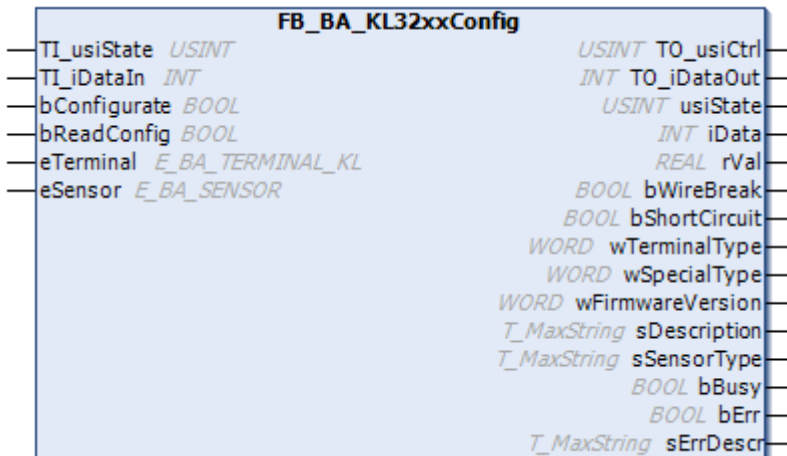 FB_BA_KL32xxConfig
TI_usiState USINT USINT TO_usiCtrl
TI_iDataIn INT INT TO_iDataOut
bConfigurate BOOL USINT usiState
bReadConfig BOOL INT iData
eTerminal E_BA_TERMINAL_KL REAL rVal
eSensor E_BA_SENSOR BOOL bWireBreak
BOOL bShortCircuit
WORD wTerminalType
WORD wSpecialType
WORD wFirmwareVersion
T_MaxString sDescription
T_MaxString sSensorType
BOOL bBusy
BOOL bErr
T_MaxString sErrDescr